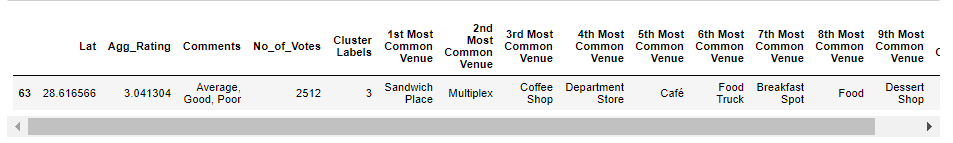 Lat Agg_Rating Comments No_of_Votes Cluster Labels 1st Most Common Venue 2nd Most Common Venue 3rd Most Common Venue 4th Most Common Venue 5th Most Common Venue 6th Most Common Venue 7th Most Common Venue 8th Most Common Venue 9th Most Common Venue
63 28.616566 3.041304 Average, Good, Poor 2512 3 Sandwich Place Multiplex Coffee Shop Department Store Café Food Truck Breakfast Spot Food Dessert Shop